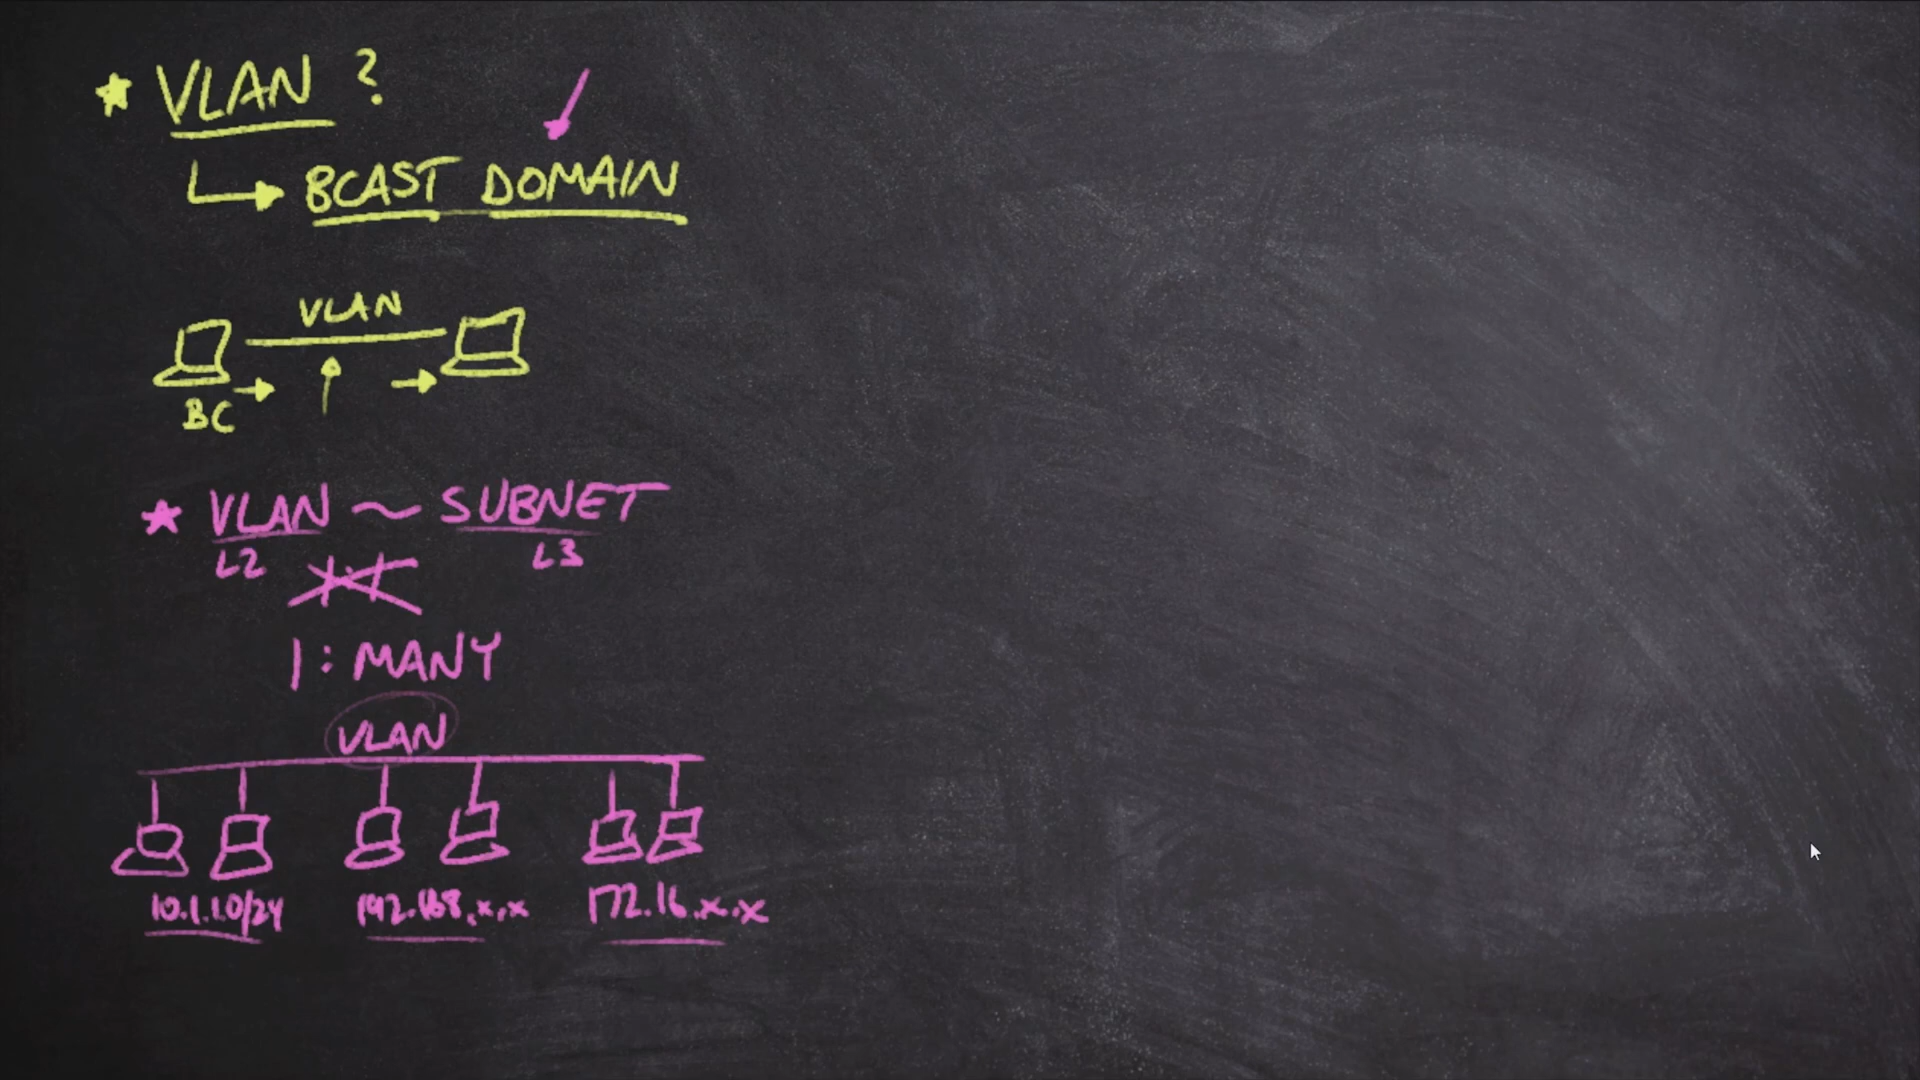 ★ VLAN ?
↳ BCAST DOMAIN
VLAN
BC
★ VLAN ~ SUBNET
L2 L3
1 : MANY
VLAN
10.1.1.0/24 192.168.x.x 172.16.x.x